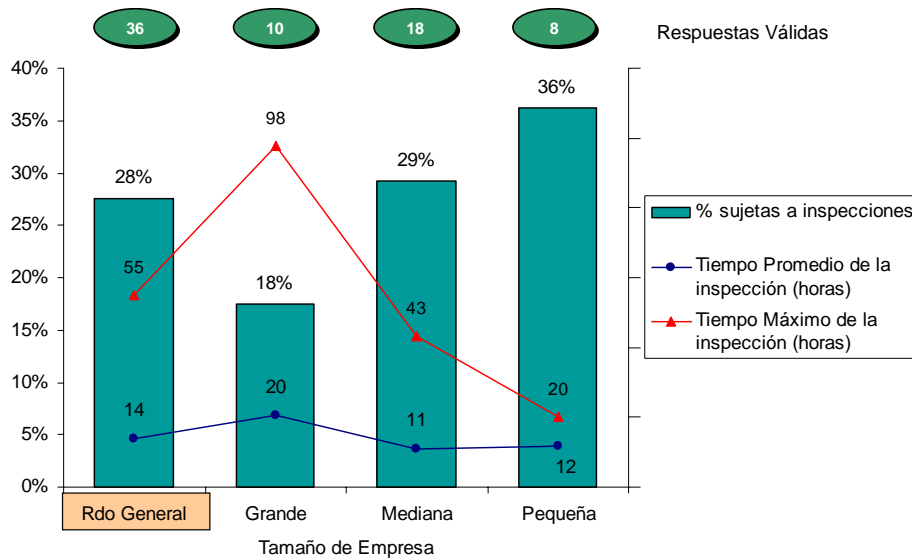 36 10 18 8 Respuestas Válidas
40%
35%
30%
25%
20%
15%
10%
5%
0%
28%
18%
29%
36%
55
98
43
20
14
20
11
12
% sujetas a inspecciones
Tiempo Promedio de la
inspección (horas)
Tiempo Máximo de la
inspección (horas)
Rdo General Grande Mediana Pequeña
Tamaño de Empresa